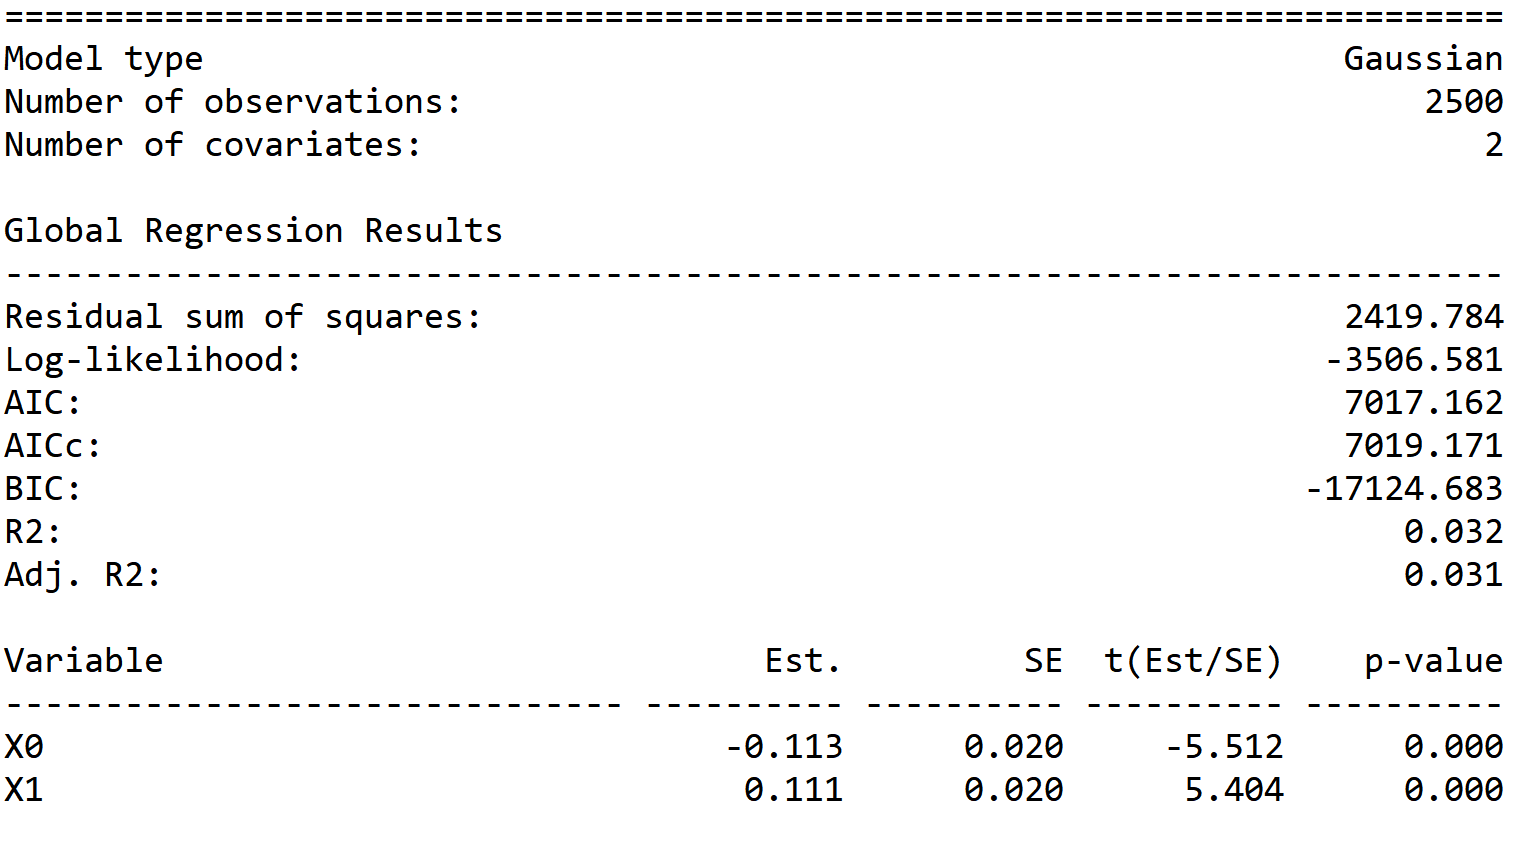 ===========================================================================
Model type                                                         Gaussian
Number of observations:                                                2500
Number of covariates:                                                     2

Global Regression Results
---------------------------------------------------------------------------
Residual sum of squares:                                           2419.784
Log-likelihood:                                                   -3506.581
AIC:                                                               7017.162
AICc:                                                              7019.171
BIC:                                                             -17124.683
R2:                                                                   0.032
Adj. R2:                                                              0.031

Variable                              Est.         SE  t(Est/SE)    p-value
------------------------------- ---------- ---------- ---------- ----------
X0                                  -0.113      0.020     -5.512      0.000
X1                                   0.111      0.020      5.404      0.000